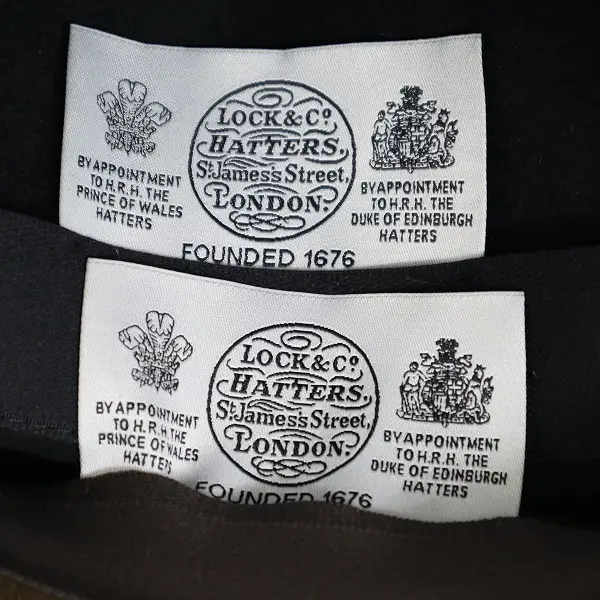 BY APPOINTMENT
TO H.R.H. THE
PRINCE OF WALES
HATTERS
LOCK & Co.
HATTERS,
St. James's Street,
LONDON.
BY APPOINTMENT
TO H.R.H. THE
DUKE OF EDINBURGH
HATTERS
FOUNDED 1676
BY APPOINTMENT
TO H.R.H. THE
PRINCE OF WALES
HATTERS
LOCK & Co.
HATTERS,
St. James's Street,
LONDON.
BY APPOINTMENT
TO H.R.H. THE
DUKE OF EDINBURGH
HATTERS
FOUNDED 1676